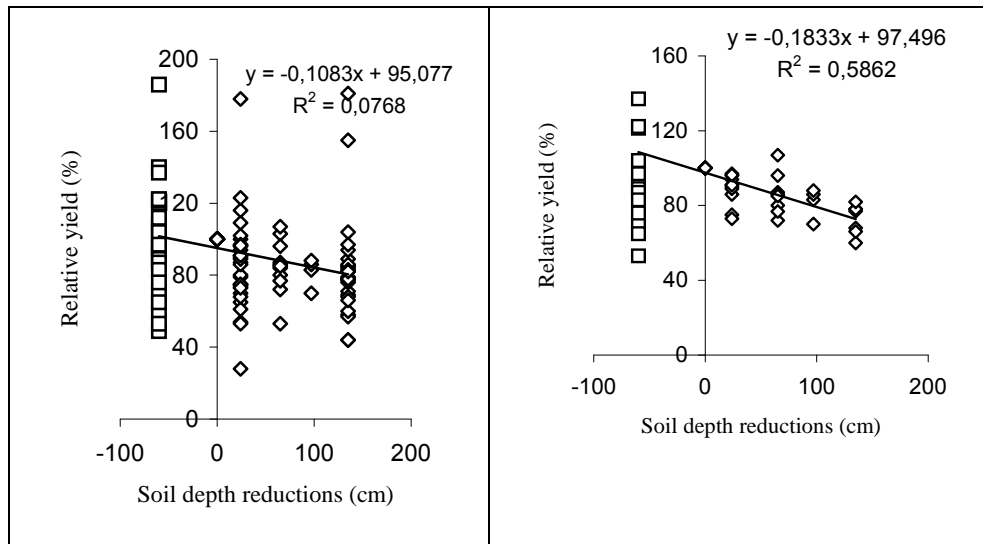 y = -0,1083x + 95,077
R² = 0,0768
200
160
120
80
40
0
-100 0 100 200
Relative yield (%)
Soil depth reductions (cm)
y = -0,1833x + 97,496
R² = 0,5862
160
120
80
40
0
-100 0 100 200
Relative yield (%)
Soil depth reductions (cm)